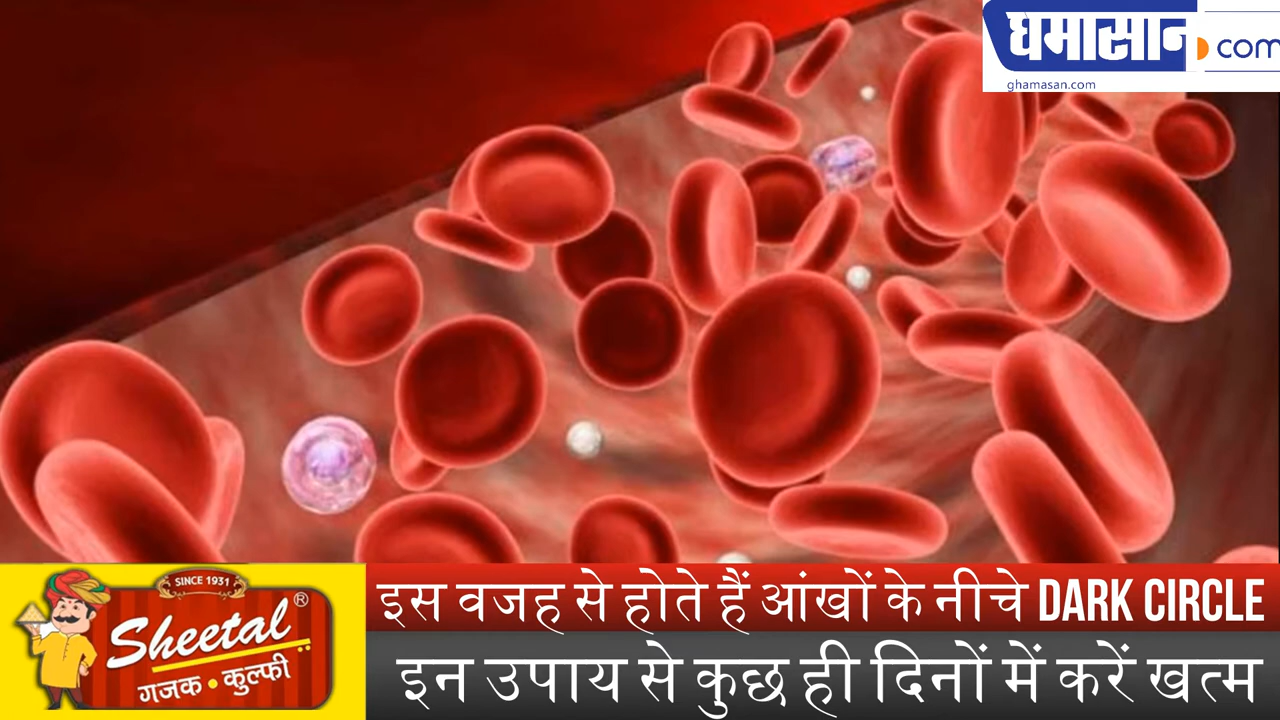 घमासान.com
ghamasan.com
SINCE 1931
Sheetal®
गजक • कुल्फी
इस वजह से होते हैं आंखों के नीचे DARK CIRCLE
इन उपाय से कुछ ही दिनों में करें खत्म